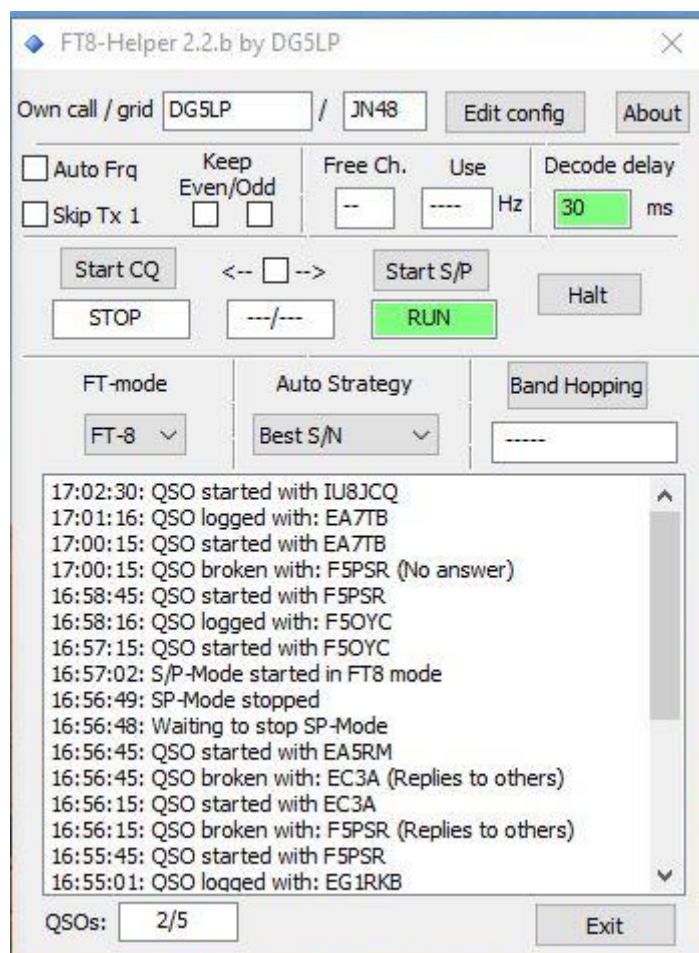 FT8-Helper 2.2.b by DG5LP
Own call / grid DG5LP / JN48 Edit config About
Auto Frq Keep Even/Odd Free Ch. Use Decode delay
Skip Tx 1 -- ---- Hz 30 ms
Start CQ <-- --> Start S/P Halt
STOP ---/--- RUN
FT-mode Auto Strategy Band Hopping
FT-8 Best S/N -----
17:02:30: QSO started with IU8JCQ
17:01:16: QSO logged with: EA7TB
17:00:15: QSO started with EA7TB
17:00:15: QSO broken with: F5PSR (No answer)
16:58:45: QSO started with F5PSR
16:58:16: QSO logged with: F5OYC
16:57:15: QSO started with F5OYC
16:57:02: S/P-Mode started in FT8 mode
16:56:49: SP-Mode stopped
16:56:48: Waiting to stop SP-Mode
16:56:45: QSO started with EA5RM
16:56:45: QSO broken with: EC3A (Replies to others)
16:56:15: QSO started with EC3A
16:56:15: QSO broken with: F5PSR (Replies to others)
16:55:45: QSO started with F5PSR
16:55:01: QSO logged with: EG1RKB
QSOs: 2/5 Exit